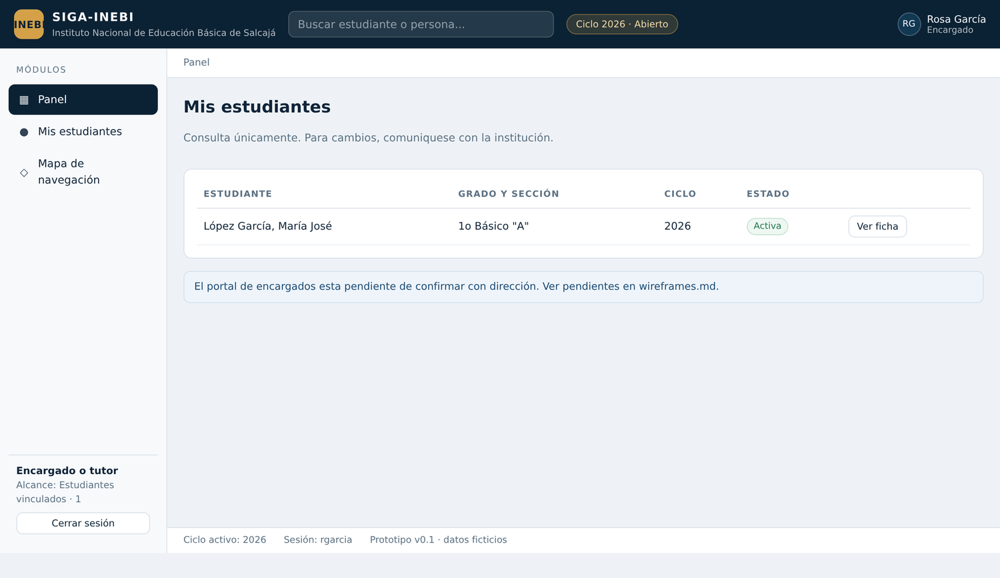 INEBI
SIGA-INEBI
Instituto Nacional de Educación Básica de Salcajá
Buscar estudiante o persona...
Ciclo 2026 · Abierto
RG
Rosa García
Encargado
MÓDULOS
Panel
Mis estudiantes
Mapa de
navegación
Encargado o tutor
Alcance: Estudiantes
vinculados · 1
Cerrar sesión
Panel
Mis estudiantes
Consulta únicamente. Para cambios, comuniquese con la institución.
ESTUDIANTE GRADO Y SECCIÓN CICLO ESTADO
López García, María José 1o Básico "A" 2026 Activa Ver ficha
El portal de encargados esta pendiente de confirmar con dirección. Ver pendientes en wireframes.md.
Ciclo activo: 2026 Sesión: rgarcia Prototipo v0.1 · datos ficticios